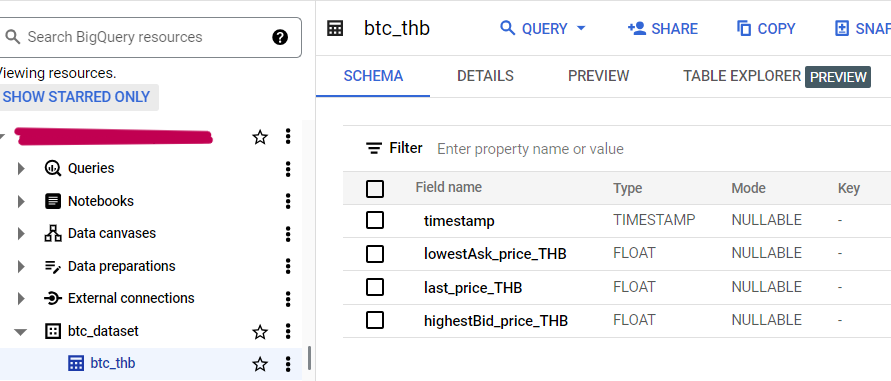 Search BigQuery resources
Viewing resources.
SHOW STARRED ONLY
Queries
Notebooks
Data canvases
Data preparations
External connections
btc_dataset
btc_thb
btc_thb QUERY SHARE COPY SNAP
SCHEMA DETAILS PREVIEW TABLE EXPLORER PREVIEW
Filter Enter property name or value
Field name Type Mode Key
timestamp TIMESTAMP NULLABLE -
lowestAsk_price_THB FLOAT NULLABLE -
last_price_THB FLOAT NULLABLE -
highestBid_price_THB FLOAT NULLABLE -